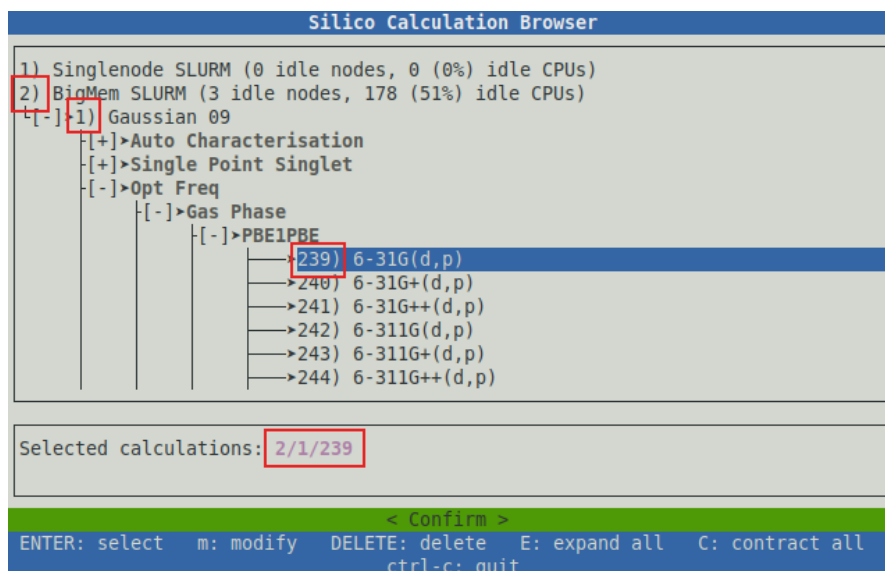 Silico Calculation Browser
1) Singlenode SLURM (0 idle nodes, 0 (0%) idle CPUs)
2) BigMem SLURM (3 idle nodes, 178 (51%) idle CPUs)
[-]➤1) Gaussian 09
[+]➤Auto Characterisation
[+]➤Single Point Singlet
[-]➤Opt Freq
[-]➤Gas Phase
[-]➤PBE1PBE
➤239) 6-31G(d,p)
➤240) 6-31G+(d,p)
➤241) 6-31G++(d,p)
➤242) 6-311G(d,p)
➤243) 6-311G+(d,p)
➤244) 6-311G++(d,p)
Selected calculations: 2/1/239
< Confirm >
ENTER: select m: modify DELETE: delete E: expand all C: contract all
ctrl-c: quit